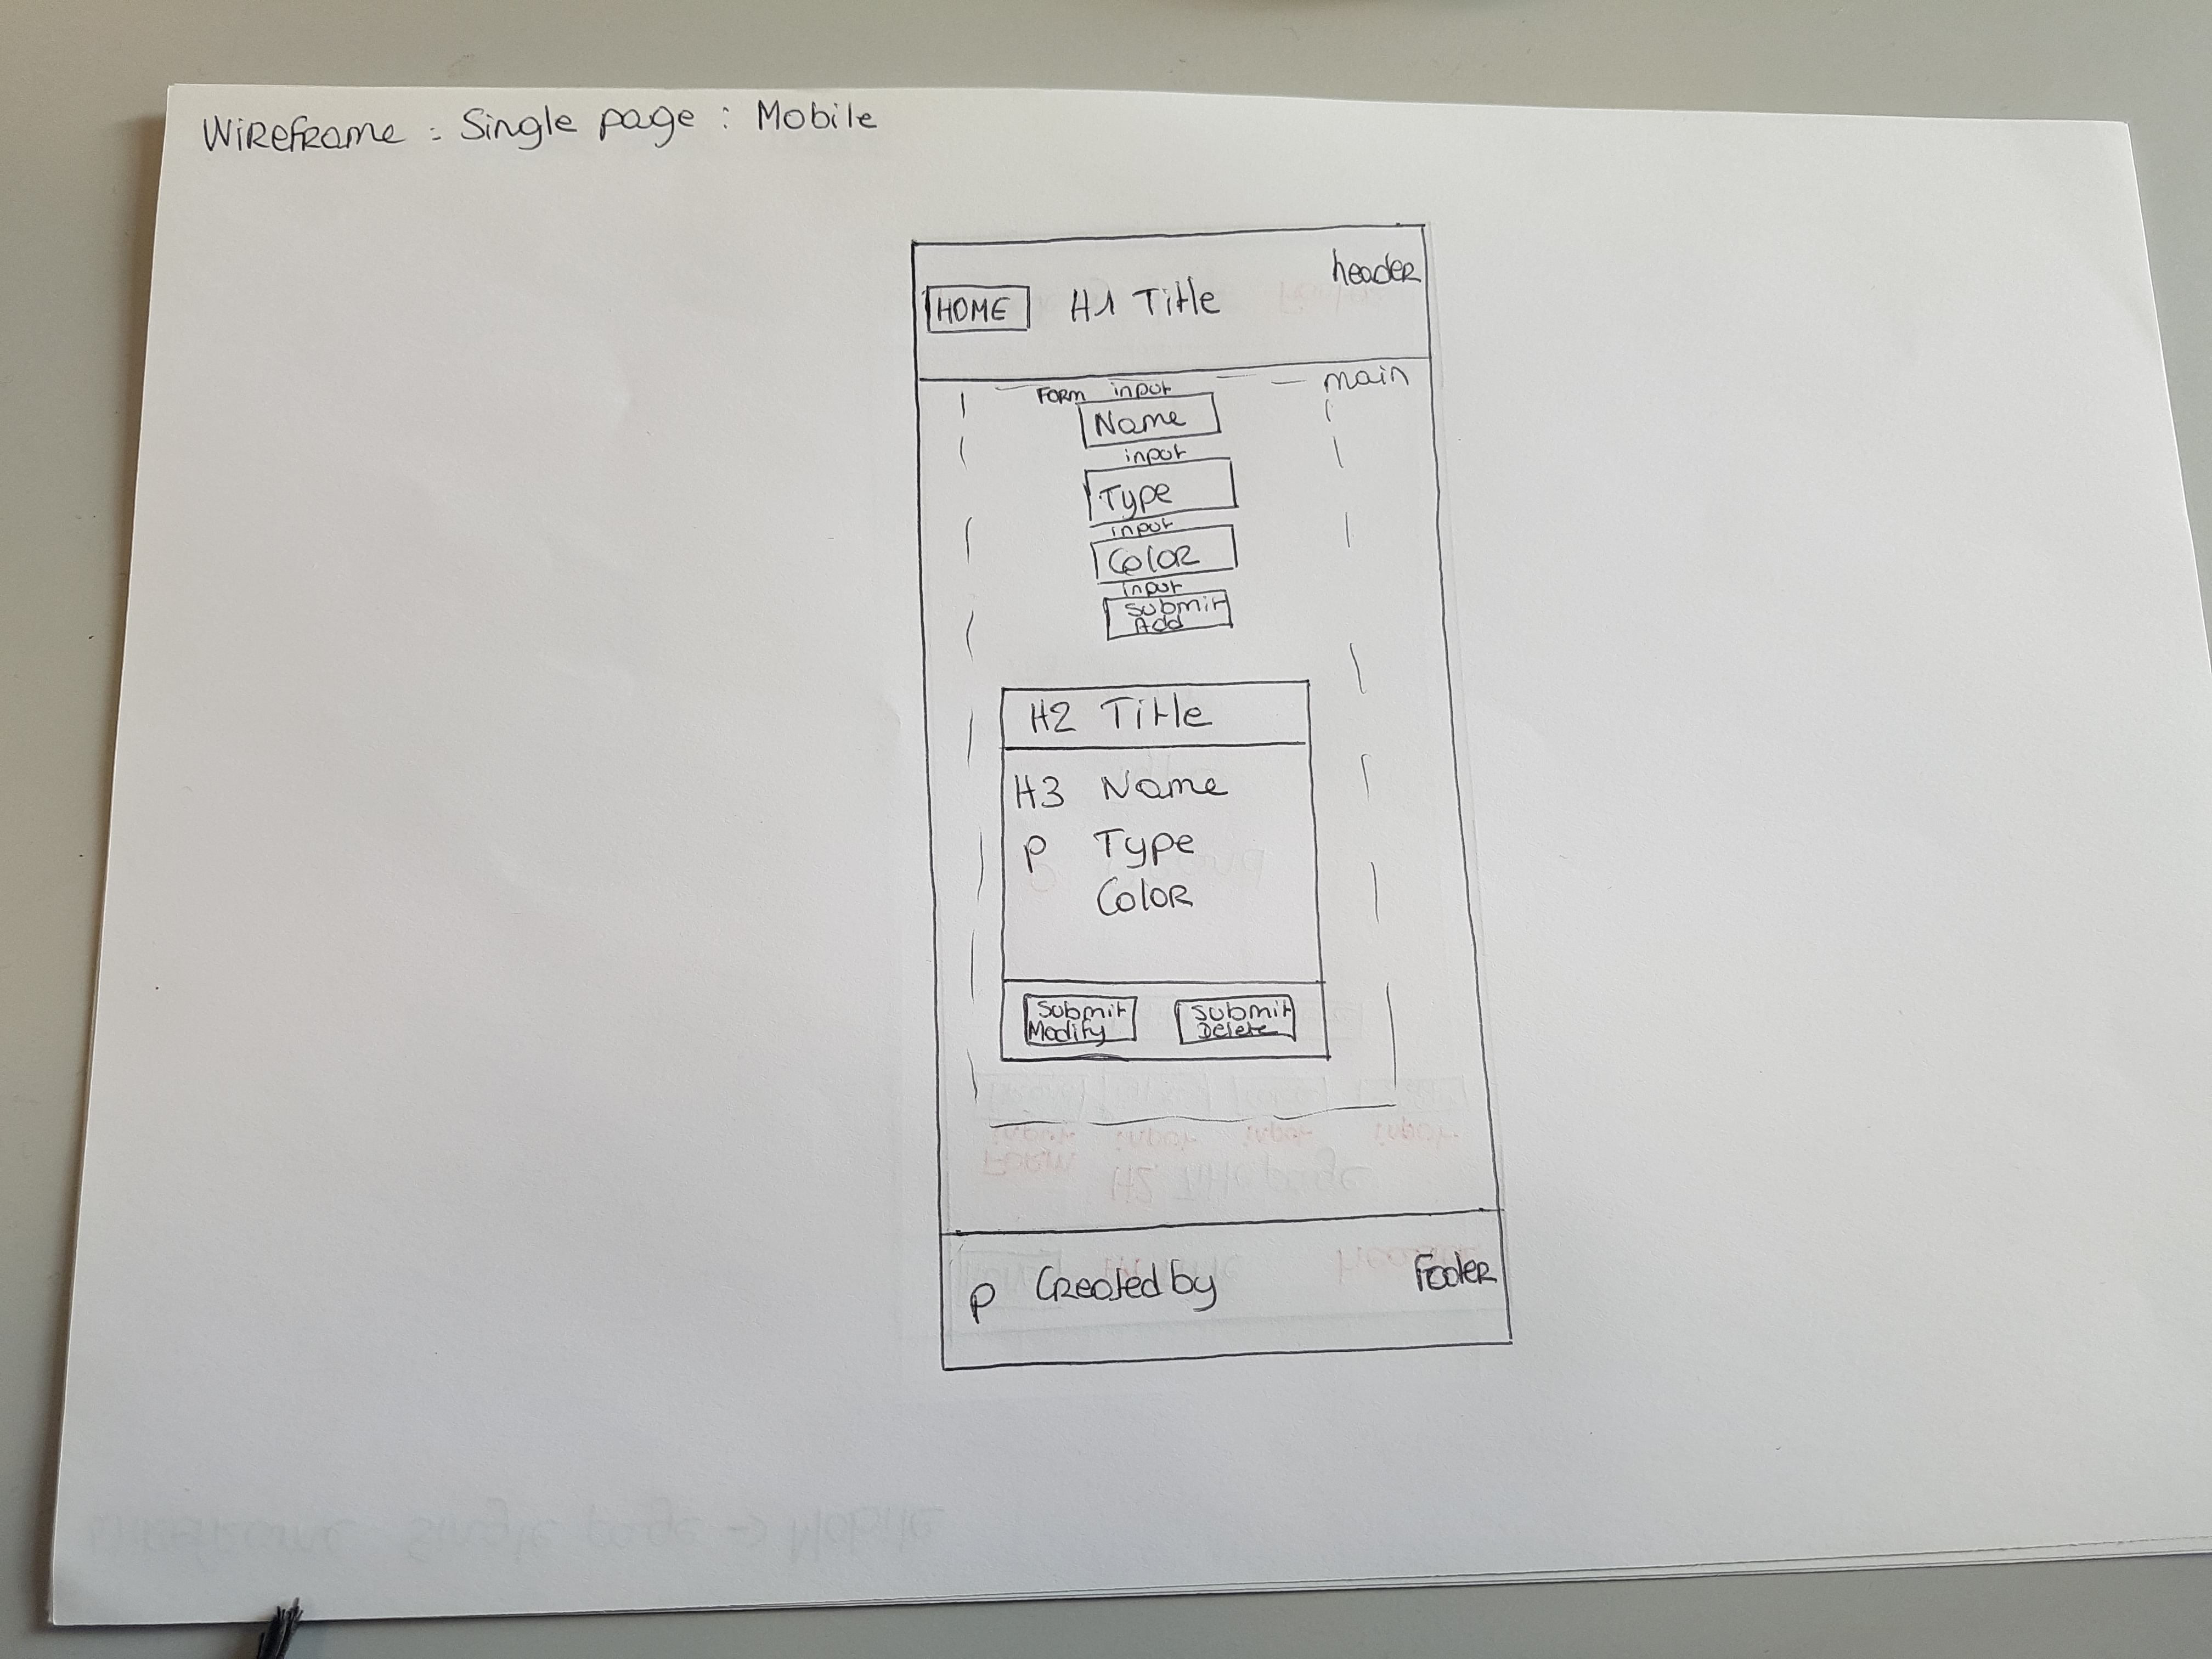 Wireframe : Single page : Mobile
header
HOME H1 Title
main
Form input
Name
input
Type
input
Color
input
submit
Add
H2 Title
H3 Name
p Type
Color
submit
Modify
submit
Delete
p Created by
Footer